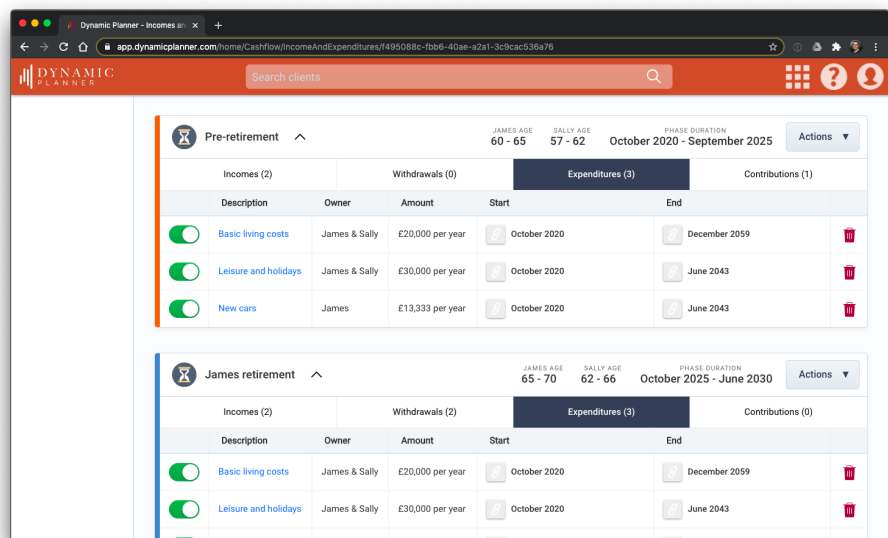 Dynamic Planner - Incomes an
app.dynamicplanner.com/home/Cashflow/IncomeAndExpenditures/f495088c-fbb6-40ae-a2a1-3c9cac536a76
DYNAMIC
PLANNER
Search clients
Pre-retirement
JAMES AGE SALLY AGE PHASE DURATION
60 - 65 57 - 62 October 2020 - September 2025
Actions
Incomes (2) Withdrawals (0) Expenditures (3) Contributions (1)
Description Owner Amount Start End
Basic living costs James & Sally £20,000 per year October 2020 December 2059
Leisure and holidays James & Sally £30,000 per year October 2020 June 2043
New cars James £13,333 per year October 2020 June 2043
James retirement
JAMES AGE SALLY AGE PHASE DURATION
65 - 70 62 - 66 October 2025 - June 2030
Actions
Incomes (2) Withdrawals (2) Expenditures (3) Contributions (0)
Description Owner Amount Start End
Basic living costs James & Sally £20,000 per year October 2020 December 2059
Leisure and holidays James & Sally £30,000 per year October 2020 June 2043